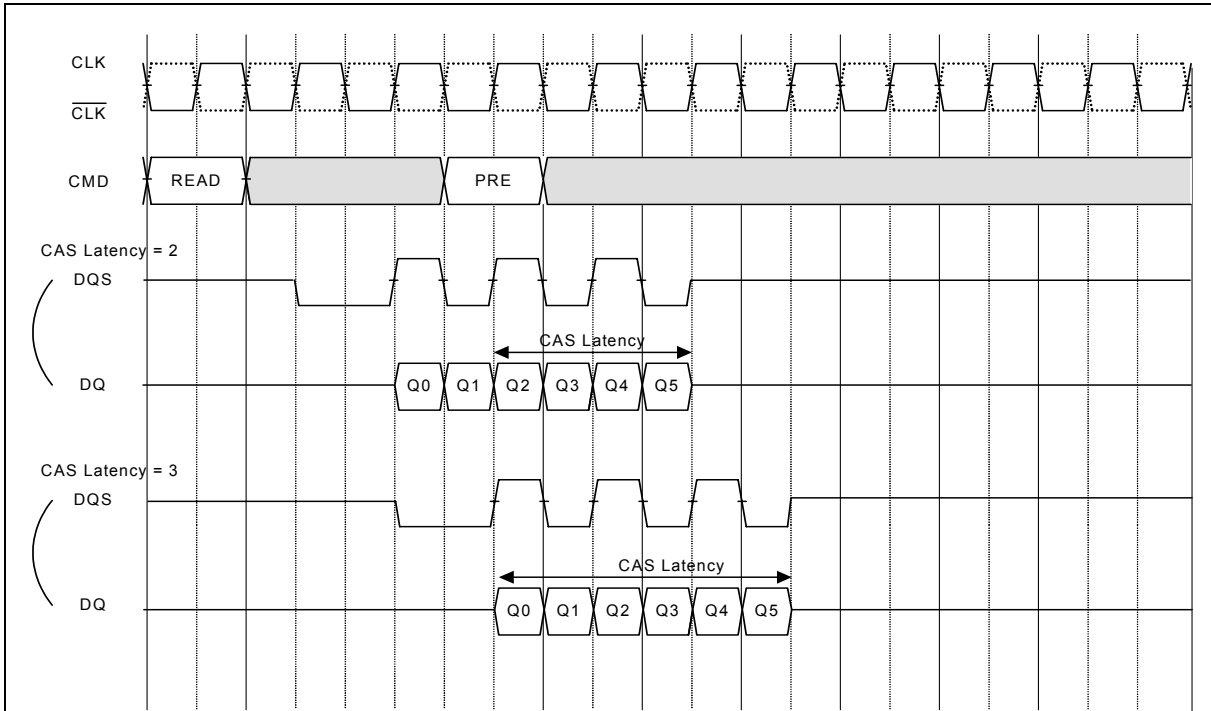 CLK
CLK
CMD READ PRE
CAS Latency = 2
DQS
CAS Latency
DQ Q0 Q1 Q2 Q3 Q4 Q5
CAS Latency = 3
DQS
CAS Latency
DQ Q0 Q1 Q2 Q3 Q4 Q5